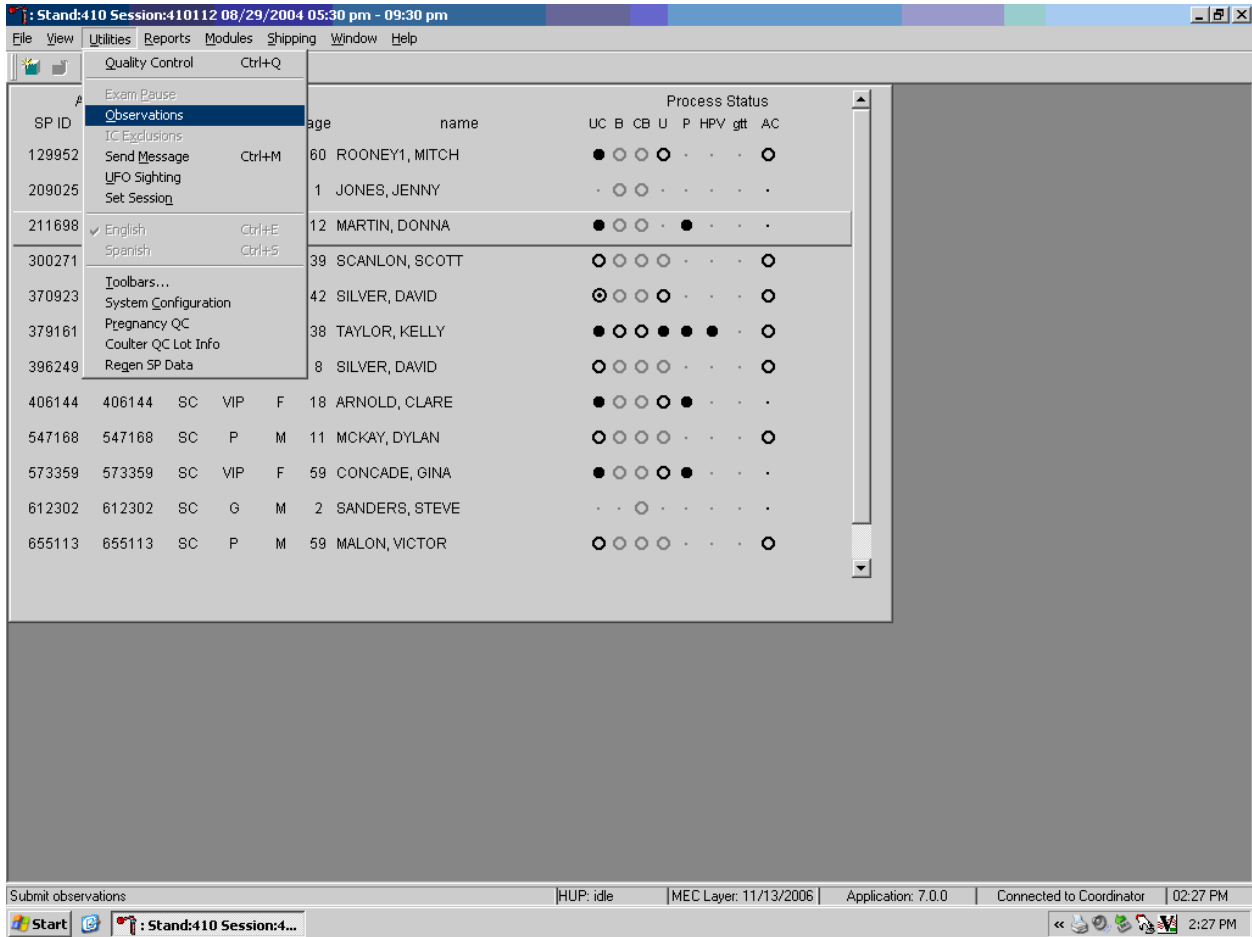 : Stand:410 Session:410112 08/29/2004 05:30 pm - 09:30 pm
File View Utilities Reports Modules Shipping Window Help
Quality Control Ctrl+Q
Exam Pause
Observations
IC Exclusions
Send Message Ctrl+M
UFO Sighting
Set Session
✓ English Ctrl+E
Spanish Ctrl+S
Toolbars...
System Configuration
Pregnancy QC
Coulter QC Lot Info
Regen SP Data
Process Status
SP ID age name UC B CB U P HPV gtt AC
129952 60 ROONEY1, MITCH
209025 1 JONES, JENNY
211698 12 MARTIN, DONNA
300271 39 SCANLON, SCOTT
370923 42 SILVER, DAVID
379161 38 TAYLOR, KELLY
396249 8 SILVER, DAVID
406144 406144 SC VIP F 18 ARNOLD, CLARE
547168 547168 SC P M 11 MCKAY, DYLAN
573359 573359 SC VIP F 59 CONCADE, GINA
612302 612302 SC G M 2 SANDERS, STEVE
655113 655113 SC P M 59 MALON, VICTOR
Submit observations HUP: idle MEC Layer: 11/13/2006 Application: 7.0.0 Connected to Coordinator 02:27 PM
Start : Stand:410 Session:4... « 2:27 PM